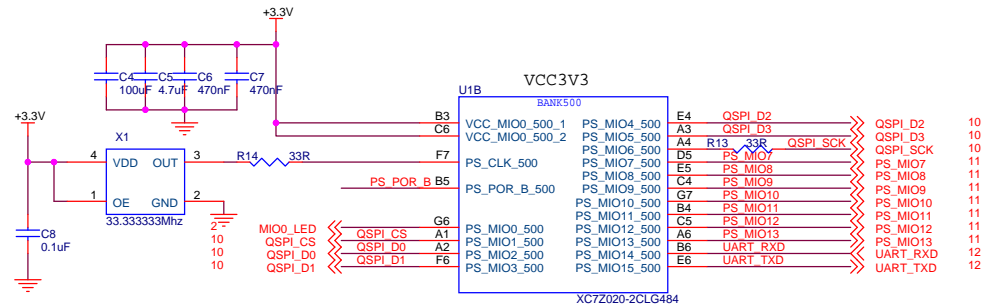 +3.3V
VCC3V3
C4
100uF
C5
4.7uF
C6
470nF
C7
470nF
U1B
BANK500
+3.3V
X1
4
VDD
OUT
3
1
OE
GND
2
33.333333Mhz
C8
0.1uF
R14
33R
B3
VCC_MIO0_500_1
C6
VCC_MIO0_500_2
F7
PS_CLK_500
PS_POR_B
B5
PS_POR_B_500
2
MIO0_LED
G6
PS_MIO0_500
10
QSPI_CS
QSPI_CS
A1
PS_MIO1_500
10
QSPI_D0
QSPI_D0
A2
PS_MIO2_500
10
QSPI_D1
QSPI_D1
F6
PS_MIO3_500
PS_MIO4_500
E4
QSPI_D2
QSPI_D2
10
PS_MIO5_500
A3
QSPI_D3
QSPI_D3
10
PS_MIO6_500
A4
R13
33R
QSPI_SCK
QSPI_SCK
10
PS_MIO7_500
D5
PS_MIO7
PS_MIO7
11
PS_MIO8_500
E5
PS_MIO8
PS_MIO8
11
PS_MIO9_500
C4
PS_MIO9
PS_MIO9
11
PS_MIO10_500
G7
PS_MIO10
PS_MIO10
11
PS_MIO11_500
B4
PS_MIO11
PS_MIO11
11
PS_MIO12_500
C5
PS_MIO12
PS_MIO12
11
PS_MIO13_500
A6
PS_MIO13
PS_MIO13
11
PS_MIO14_500
B6
UART_RXD
UART_RXD
12
PS_MIO15_500
E6
UART_TXD
UART_TXD
12
XC7Z020-2CLG484